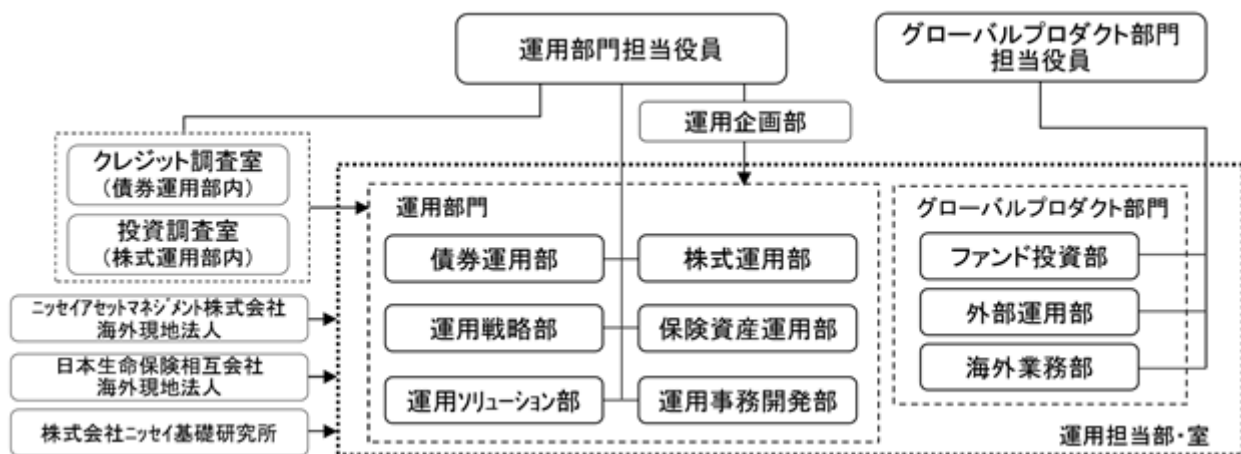 運用部門担当役員
グローバルプロダクト部門
担当役員
運用企画部
クレジット調査室
（債券運用部内）
投資調査室
（株式運用部内）
ニッセイアセットマネジメント株式会社
海外現地法人
日本生命保険相互会社
海外現地法人
株式会社ニッセイ基礎研究所
運用部門
債券運用部
株式運用部
運用戦略部
保険資産運用部
運用ソリューション部
運用事務開発部
グローバルプロダクト部門
ファンド投資部
外部運用部
海外業務部
運用担当部・室